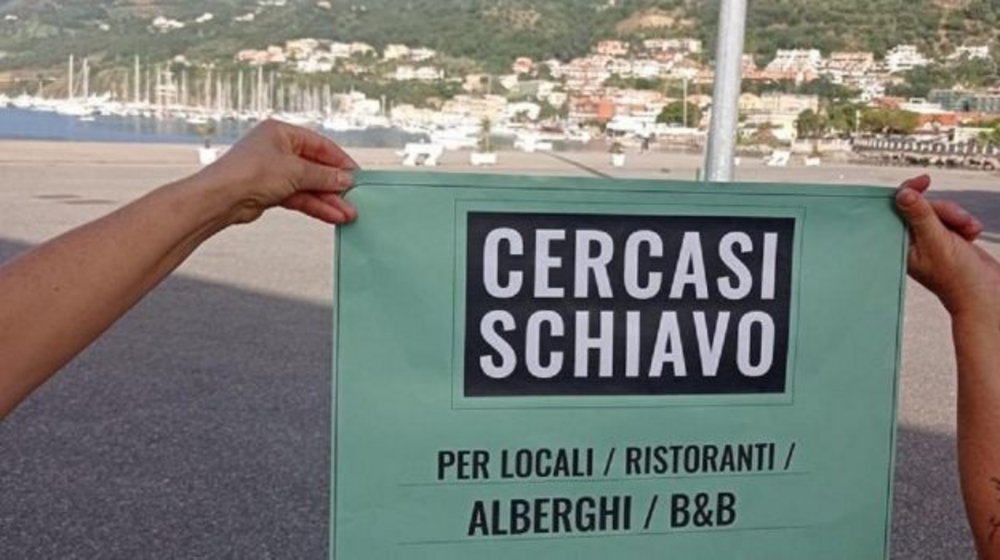 CERCASI
SCHIAVO
PER LOCALI / RISTORANTI /
ALBERGHI / B&B